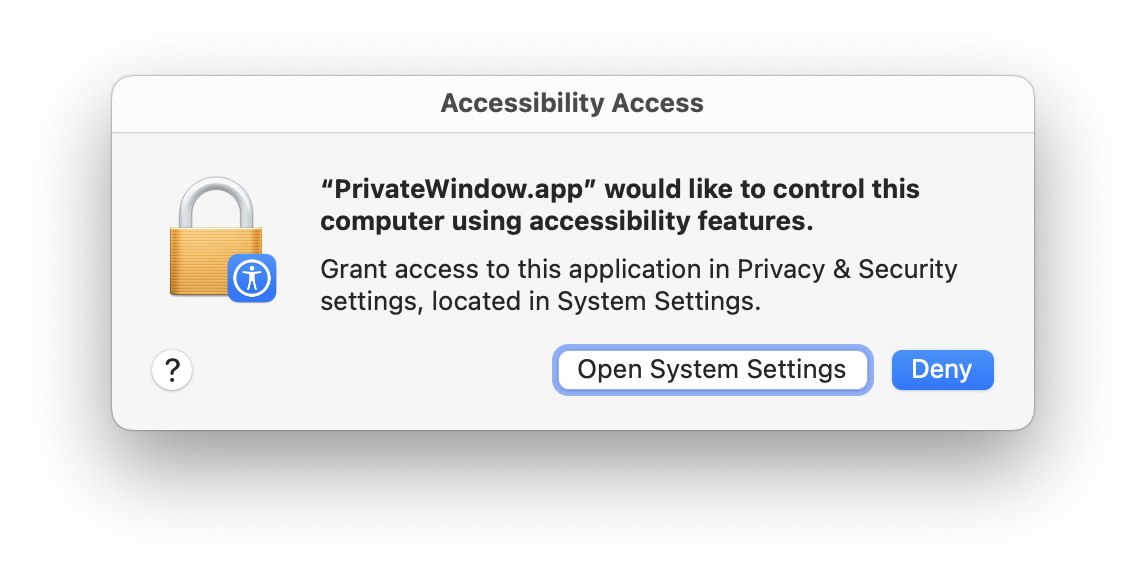 Accessibility Access
“PrivateWindow.app” would like to control this
computer using accessibility features.
Grant access to this application in Privacy & Security
settings, located in System Settings.
?
Open System Settings
Deny